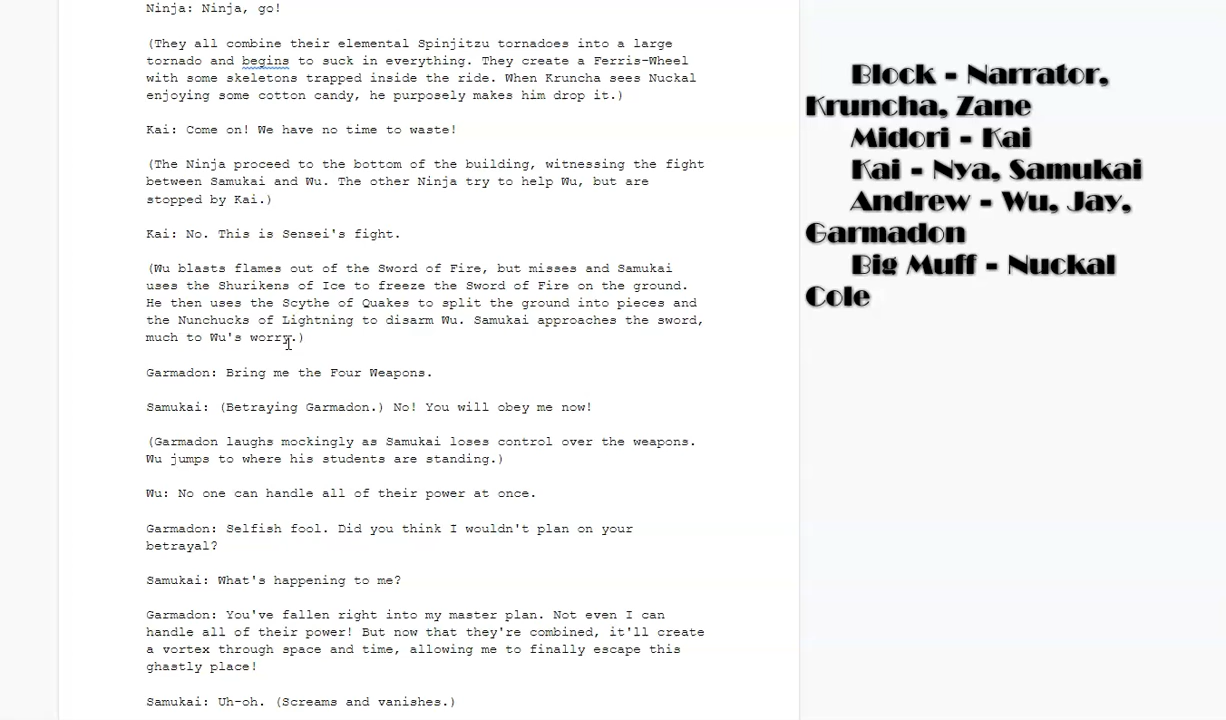 Ninja: Ninja, go!
(They all combine their elemental Spinjitzu tornadoes into a large
tornado and begins to suck in everything. They create a Ferris-Wheel
with some skeletons trapped inside the ride. When Kruncha sees Nuckal
enjoying some cotton candy, he purposely makes him drop it.)
Kai: Come on! We have no time to waste!
(The Ninja proceed to the bottom of the building, witnessing the fight
between Samukai and Wu. The other Ninja try to help Wu, but are
stopped by Kai.)
Kai: No. This is Sensei's fight.
(Wu blasts flames out of the Sword of Fire, but misses and Samukai
uses the Shurikens of Ice to freeze the Sword of Fire on the ground.
He then uses the Scythe of Quakes to split the ground into pieces and
the Nunchucks of Lightning to disarm Wu. Samukai approaches the sword,
much to Wu's worry.)
Garmadon: Bring me the Four Weapons.
Samukai: (Betraying Garmadon.) No! You will obey me now!
(Garmadon laughs mockingly as Samukai loses control over the weapons.
Wu jumps to where his students are standing.)
Wu: No one can handle all of their power at once.
Garmadon: Selfish fool. Did you think I wouldn't plan on your
betrayal?
Samukai: What's happening to me?
Garmadon: You've fallen right into my master plan. Not even I can
handle all of their power! But now that they're combined, it'll create
a vortex through space and time, allowing me to finally escape this
ghastly place!
Samukai: Uh-oh. (Screams and vanishes.)
Block - Narrator,
Kruncha, Zane
Midori - Kai
Kai - Nya, Samukai
Andrew - Wu, Jay,
Garmadon
Big Muff - Nuckal
Cole